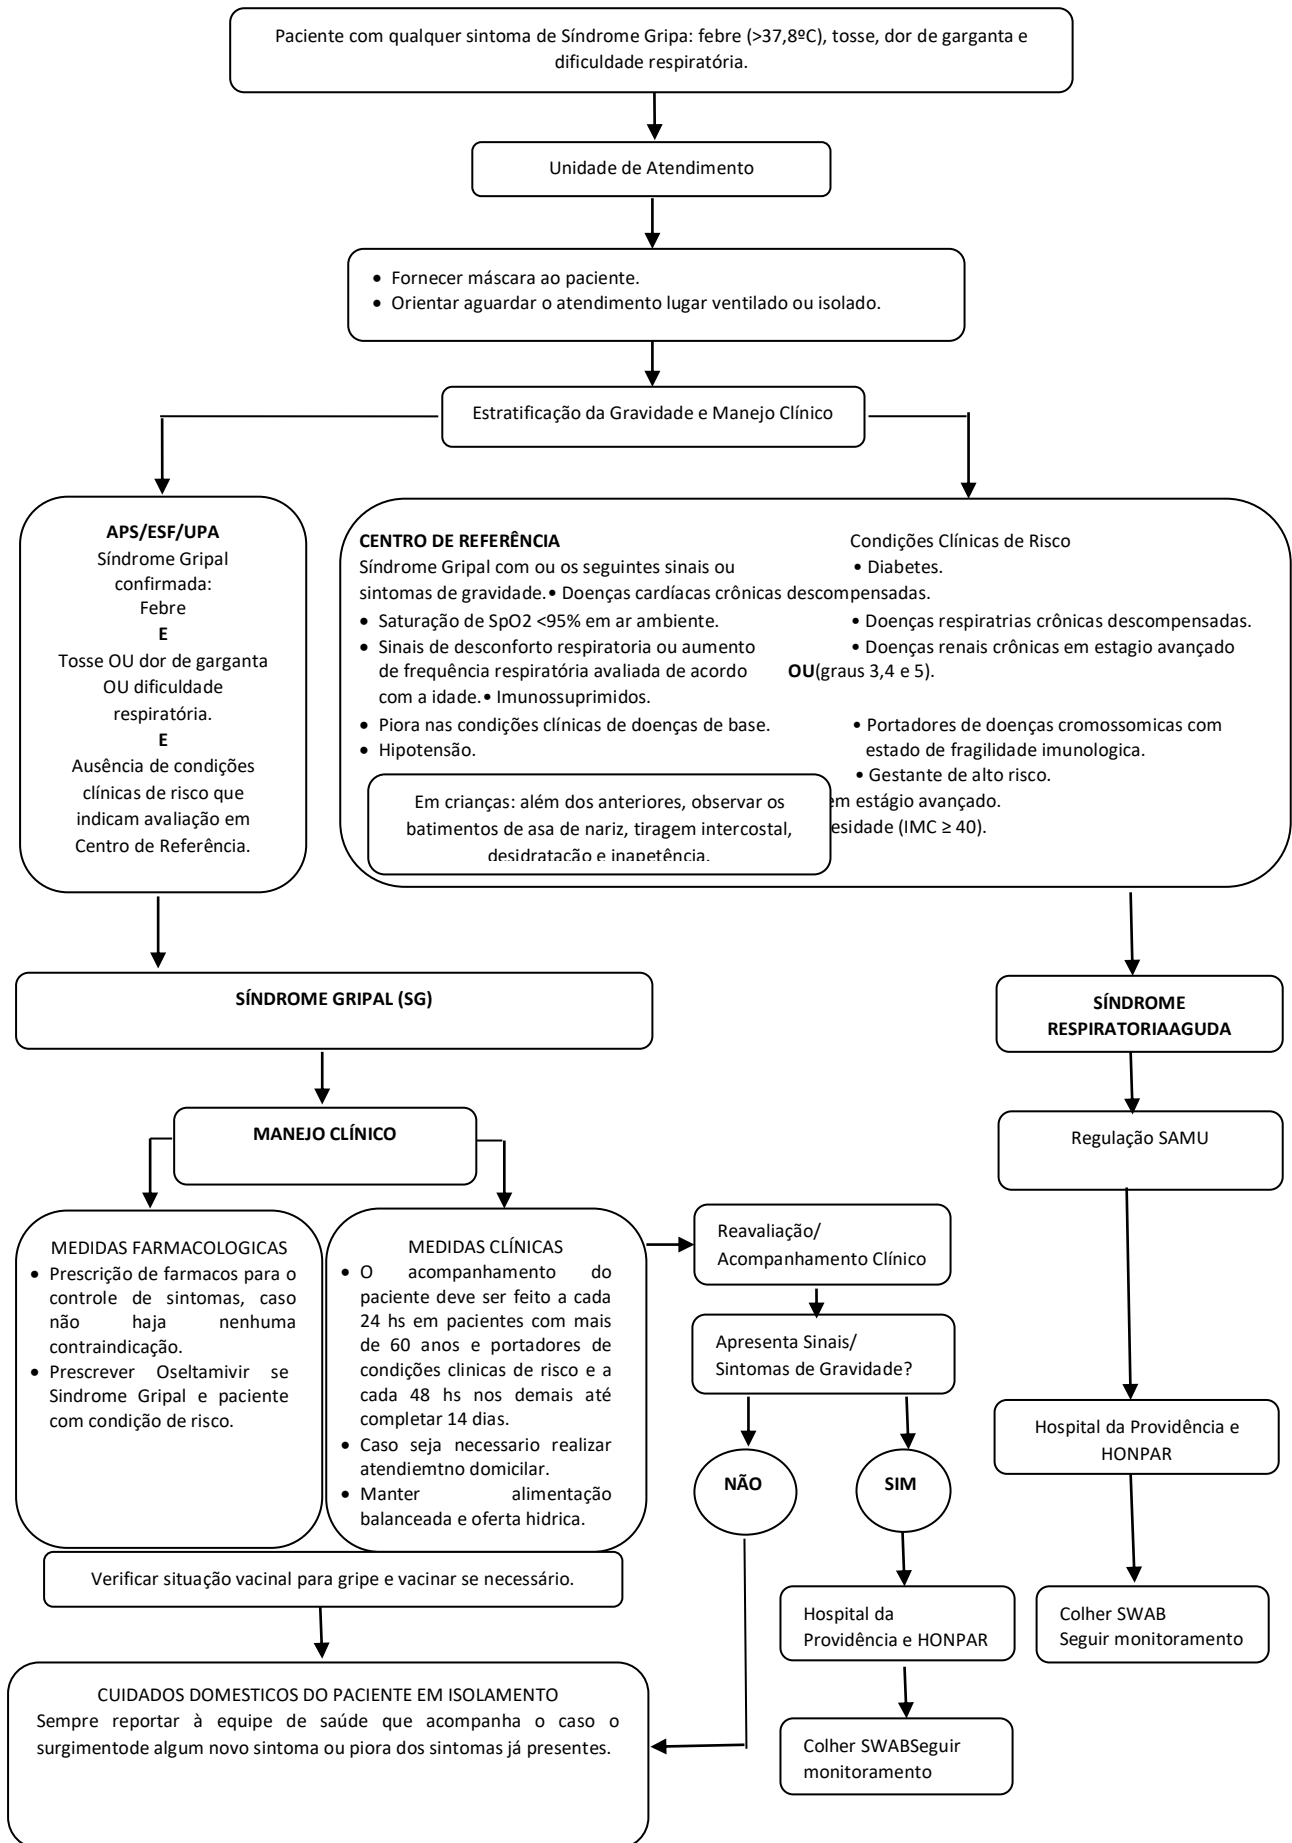 Paciente com qualquer sintoma de Síndrome Gripa: febre (>37,8ºC), tosse, dor de garganta e
dificuldade respiratória.
Unidade de Atendimento
• Fornecer máscara ao paciente.
• Orientar aguardar o atendimento lugar ventilado ou isolado.
Estratificação da Gravidade e Manejo Clínico
APS/ESF/UPA
Síndrome Gripal
confirmada:
Febre
E
Tosse OU dor de garganta
OU dificuldade
respiratória.
E
Ausência de condições
clínicas de risco que
indicam avaliação em
Centro de Referência.
CENTRO DE REFERÊNCIA
Síndrome Gripal com ou os seguintes sinais ou
sintomas de gravidade.• Doenças cardíacas crônicas descompensadas.
• Saturação de SpO2 <95% em ar ambiente.
• Sinais de desconforto respiratoria ou aumento
de frequência respiratória avaliada de acordo
com a idade.• Imunossuprimidos.
• Piora nas condições clínicas de doenças de base.
• Hipotensão.
Condições Clínicas de Risco
• Diabetes.
• Doenças respiratrias crônicas descompensadas.
• Doenças renais crônicas em estagio avançado
OU(graus 3,4 e 5).
• Portadores de doenças cromossomicas com
estado de fragilidade imunologica.
• Gestante de alto risco.
em estágio avançado.
esidade (IMC ≥ 40).
Em crianças: além dos anteriores, observar os
batimentos de asa de nariz, tiragem intercostal,
desidratação e inapetência.
SÍNDROME GRIPAL (SG)
SÍNDROME
RESPIRATORIAAGUDA
MANEJO CLÍNICO
Regulação SAMU
MEDIDAS FARMACOLOGICAS
• Prescrição de farmacos para o
controle de sintomas, caso
não haja nenhuma
contraindicação.
• Prescrever Oseltamivir se
Sindrome Gripal e paciente
com condição de risco.
MEDIDAS CLÍNICAS
• O acompanhamento do
paciente deve ser feito a cada
24 hs em pacientes com mais
de 60 anos e portadores de
condições clinicas de risco e a
cada 48 hs nos demais até
completar 14 dias.
• Caso seja necessario realizar
atendiemtno domicilar.
• Manter alimentação
balanceada e oferta hidrica.
Reavaliação/
Acompanhamento Clínico
Apresenta Sinais/
Sintomas de Gravidade?
NÃO
SIM
Hospital da Providência e
HONPAR
Verificar situação vacinal para gripe e vacinar se necessário.
Hospital da
Providência e HONPAR
Colher SWAB
Seguir monitoramento
CUIDADOS DOMESTICOS DO PACIENTE EM ISOLAMENTO
Sempre reportar à equipe de saúde que acompanha o caso o
surgimentode algum novo sintoma ou piora dos sintomas já presentes.
Colher SWABSeguir
monitoramento